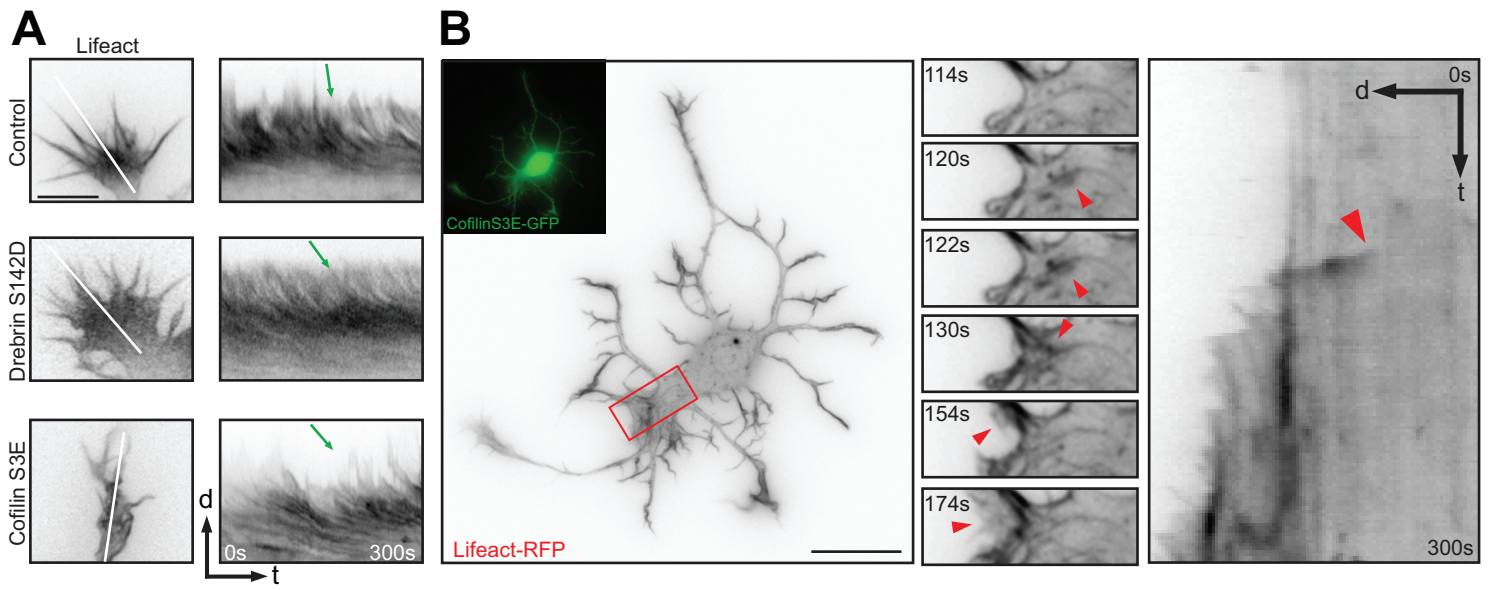 A
Lifeact
Control
Drebrin S142D
Cofilin S3E
d
t
0s
300s
B
CofilinS3E-GFP
Lifeact-RFP
114s
120s
122s
130s
154s
174s
0s
d
t
300s